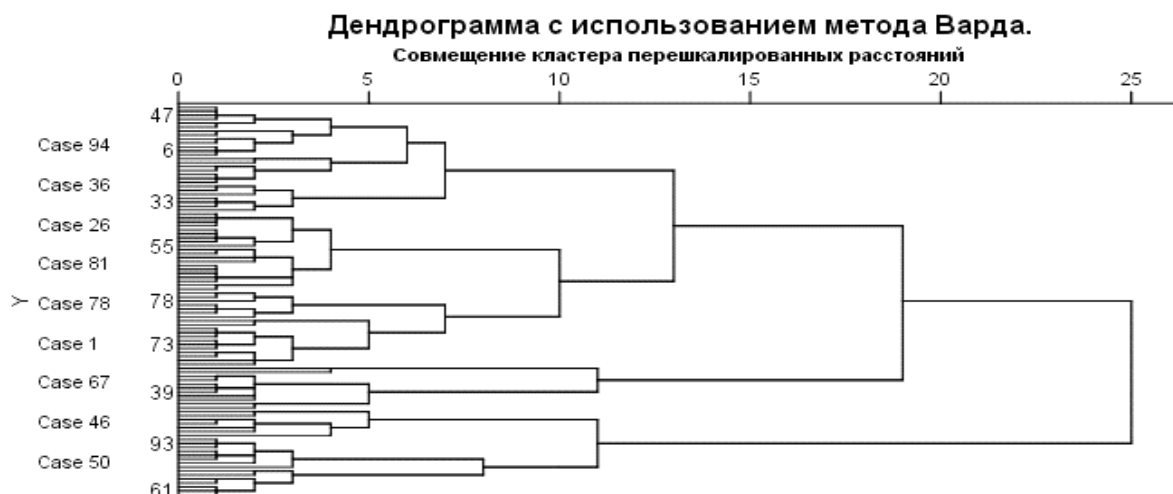 Дендрограмма с использованием метода Варда.
Совмещение кластера перешкалированных расстояний
0 5 10 15 20 25
47
Case 94 6
Case 36
33
Case 26
55
Case 81
Y Case 78 78
Case 1 73
Case 67
39
Case 46
93
Case 50
61